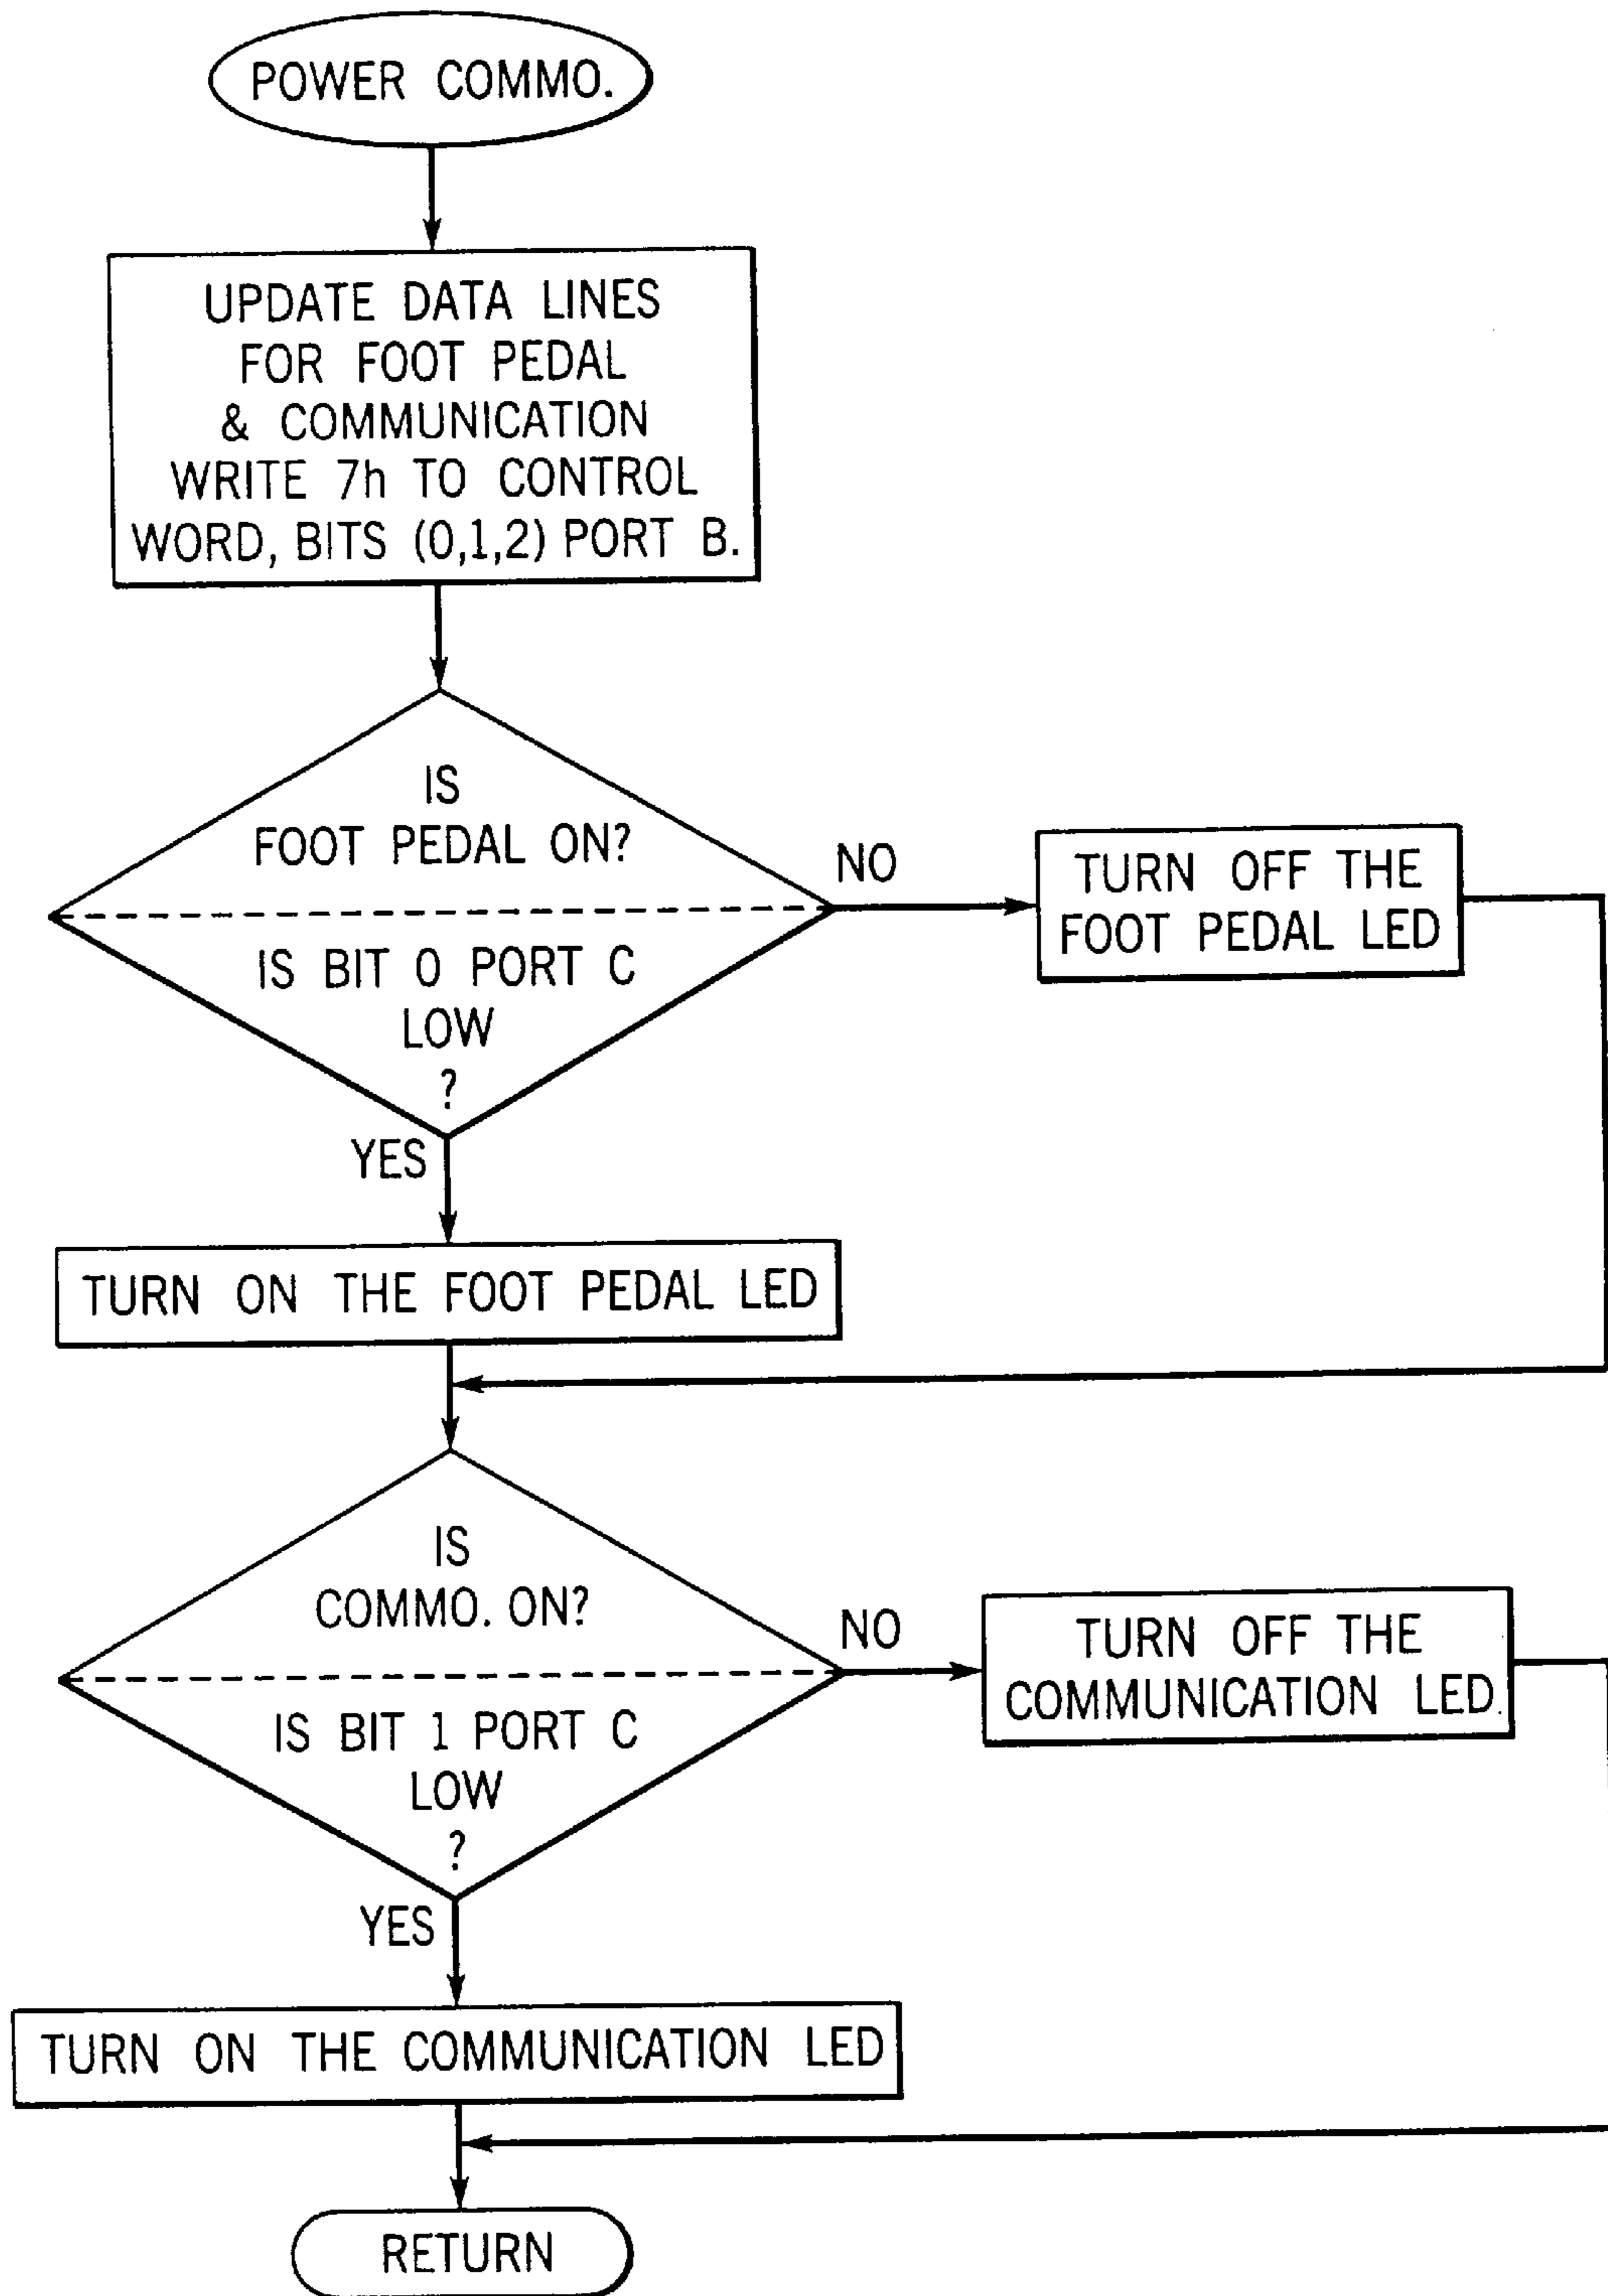 POWER COMMO.
UPDATE DATA LINES
FOR FOOT PEDAL
& COMMUNICATION
WRITE 7h TO CONTROL
WORD, BITS (0,1,2) PORT B.
IS
FOOT PEDAL ON?
IS BIT 0 PORT C
LOW
?
NO
TURN OFF THE
FOOT PEDAL LED
YES
TURN ON THE FOOT PEDAL LED
IS
COMMO. ON?
IS BIT 1 PORT C
LOW
?
NO
TURN OFF THE
COMMUNICATION LED.
YES
TURN ON THE COMMUNICATION LED
RETURN